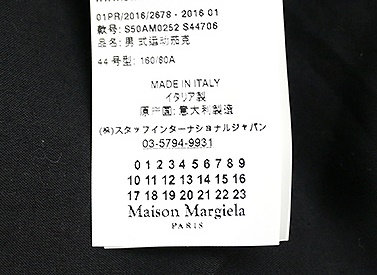 01PR/2016/2678 - 2016 01
款号: S50AM0252 S44706
品名: 男式运动茄克
44 号型: 160/80A
MADE IN ITALY
イタリア製
原产国: 意大利製造
(株)スタッフインターナショナルジャパン
03-5794-9931
0 1 2 3 4 5 6 7 8 9
10 11 12 13 14 15 16
17 18 19 20 21 22 23
Maison Margiela
PARIS